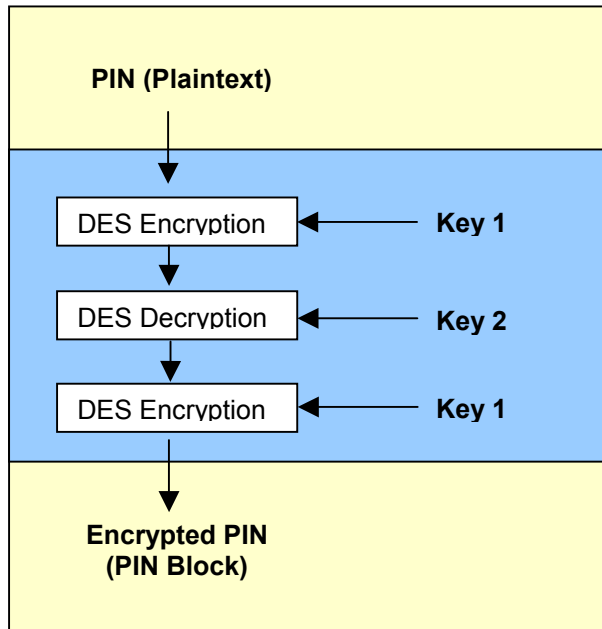 PIN (Plaintext)
DES Encryption
Key 1
DES Decryption
Key 2
DES Encryption
Key 1
Encrypted PIN
(PIN Block)